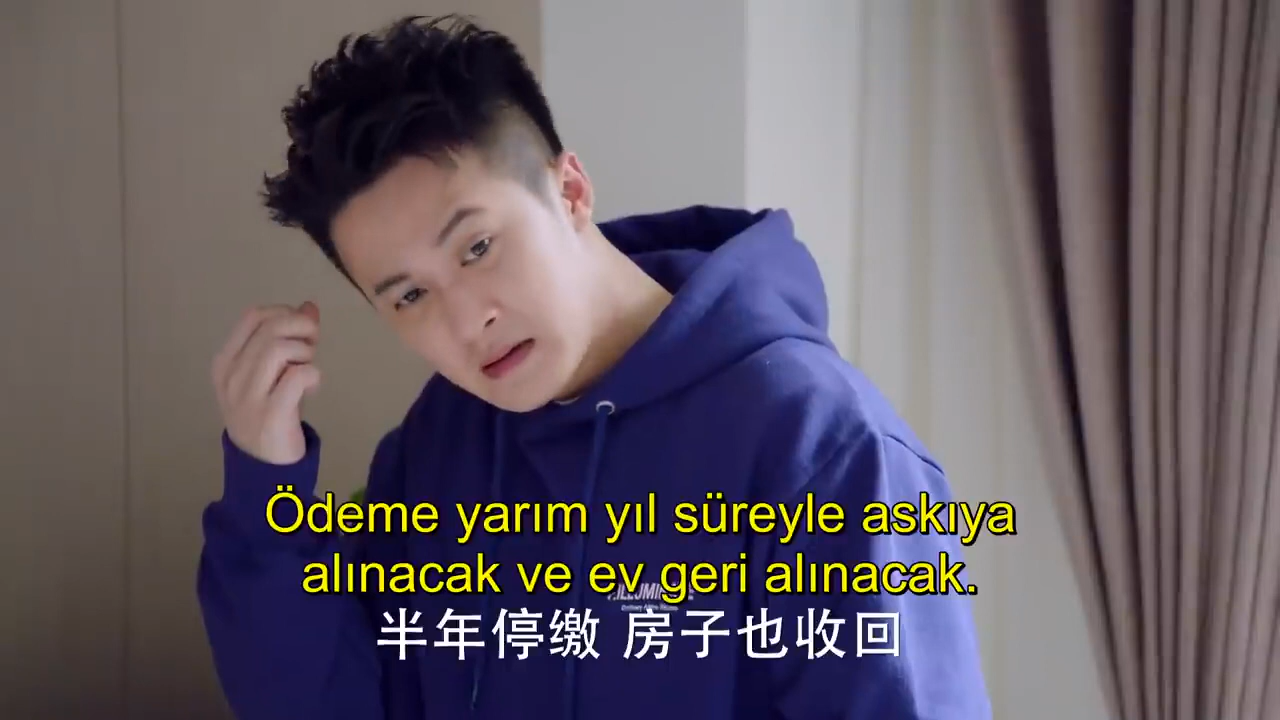 Ödeme yarım yıl süreyle askıya
alınacak ve ev geri alınacak.
半年停缴 房子也收回